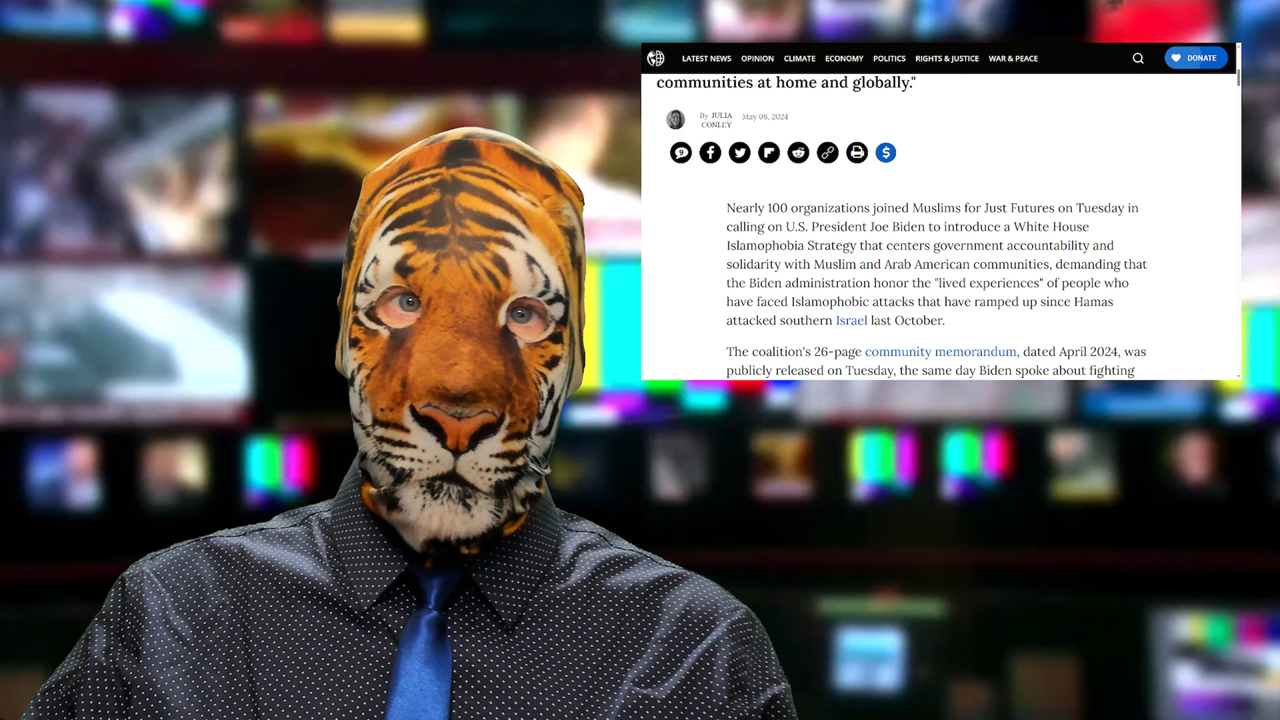 LATEST NEWS OPINION CLIMATE ECONOMY POLITICS RIGHTS & JUSTICE WAR & PEACE DONATE
communities at home and globally."
By JULIA CONLEY May 08, 2024
9
Nearly 100 organizations joined Muslims for Just Futures on Tuesday in
calling on U.S. President Joe Biden to introduce a White House
Islamophobia Strategy that centers government accountability and
solidarity with Muslim and Arab American communities, demanding that
the Biden administration honor the "lived experiences" of people who
have faced Islamophobic attacks that have ramped up since Hamas
attacked southern Israel last October.
The coalition's 26-page community memorandum, dated April 2024, was
publicly released on Tuesday, the same day Biden spoke about fighting